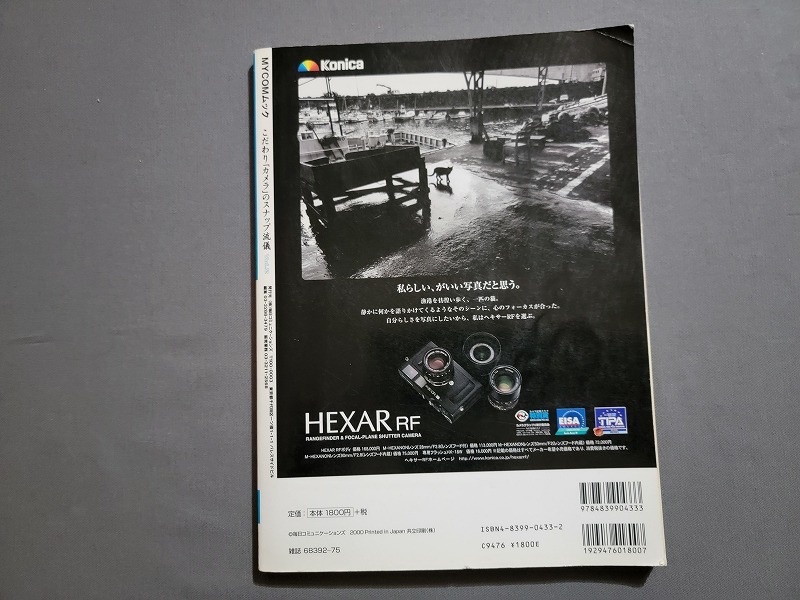 MYCOMムック こだわり「カメラ」のスナップ流儀
Konica
私らしい、がいい写真だと思う。
漁港を彷徨い歩く、一匹の猫。
静かに何かを語りかけてくるようなそのシーンに、心のフォーカスが合った。
自分らしさを写真にしたいから、私はヘキサーRFを選ぶ。
HEXAR RF
RANGEFINDER & FOCAL-PLANE SHUTTER CAMERA
EISA
TIPA
ヘキサーRFホームページ http://www.konica.co.jp/hexarrf/
9784839904333
定価：本体1800円+税
ISBN4-8399-0433-2
©毎日コミュニケーションズ 2000 Printed in Japan 共立印刷(株)
雑誌 68392-75
C9476 ¥1800E
1929476018007